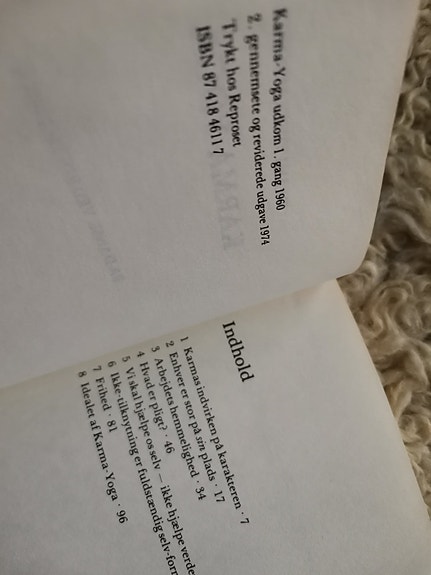 Karma-Yoga udkom 1. gang 1960
2. gennemsete og reviderede udgave 1974
Trykt hos Reproset
ISBN 87 418 4611 7
Indhold
1 Karmas indvirken på karakteren · 7
2 Enhver er stor på sin plads · 17
3 Arbejdets hemmelighed · 34
4 Hvad er pligt? · 46
5 Vi skal hjælpe os selv – ikke hjælpe verde
6 Ikke-tilknytning er fuldstændig selv-forn
7 Frihed · 81
8 Idealet af Karma-Yoga · 96